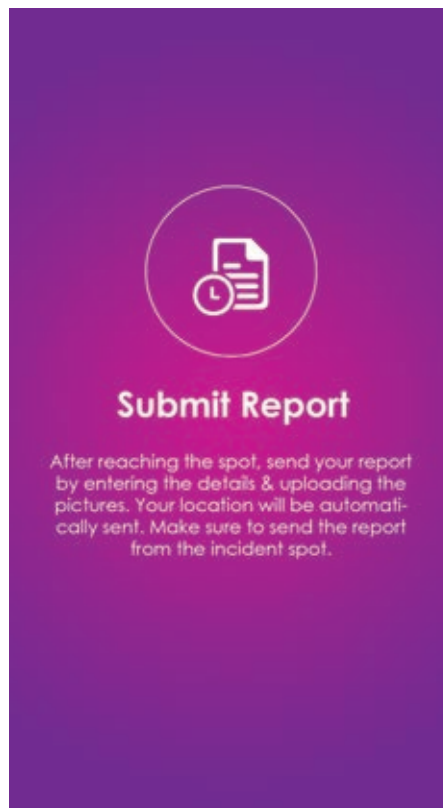 Submit Report
After reaching the spot, send your report
by entering the details & uploading the
pictures. Your location will be automati-
cally sent. Make sure to send the report
from the incident spot.